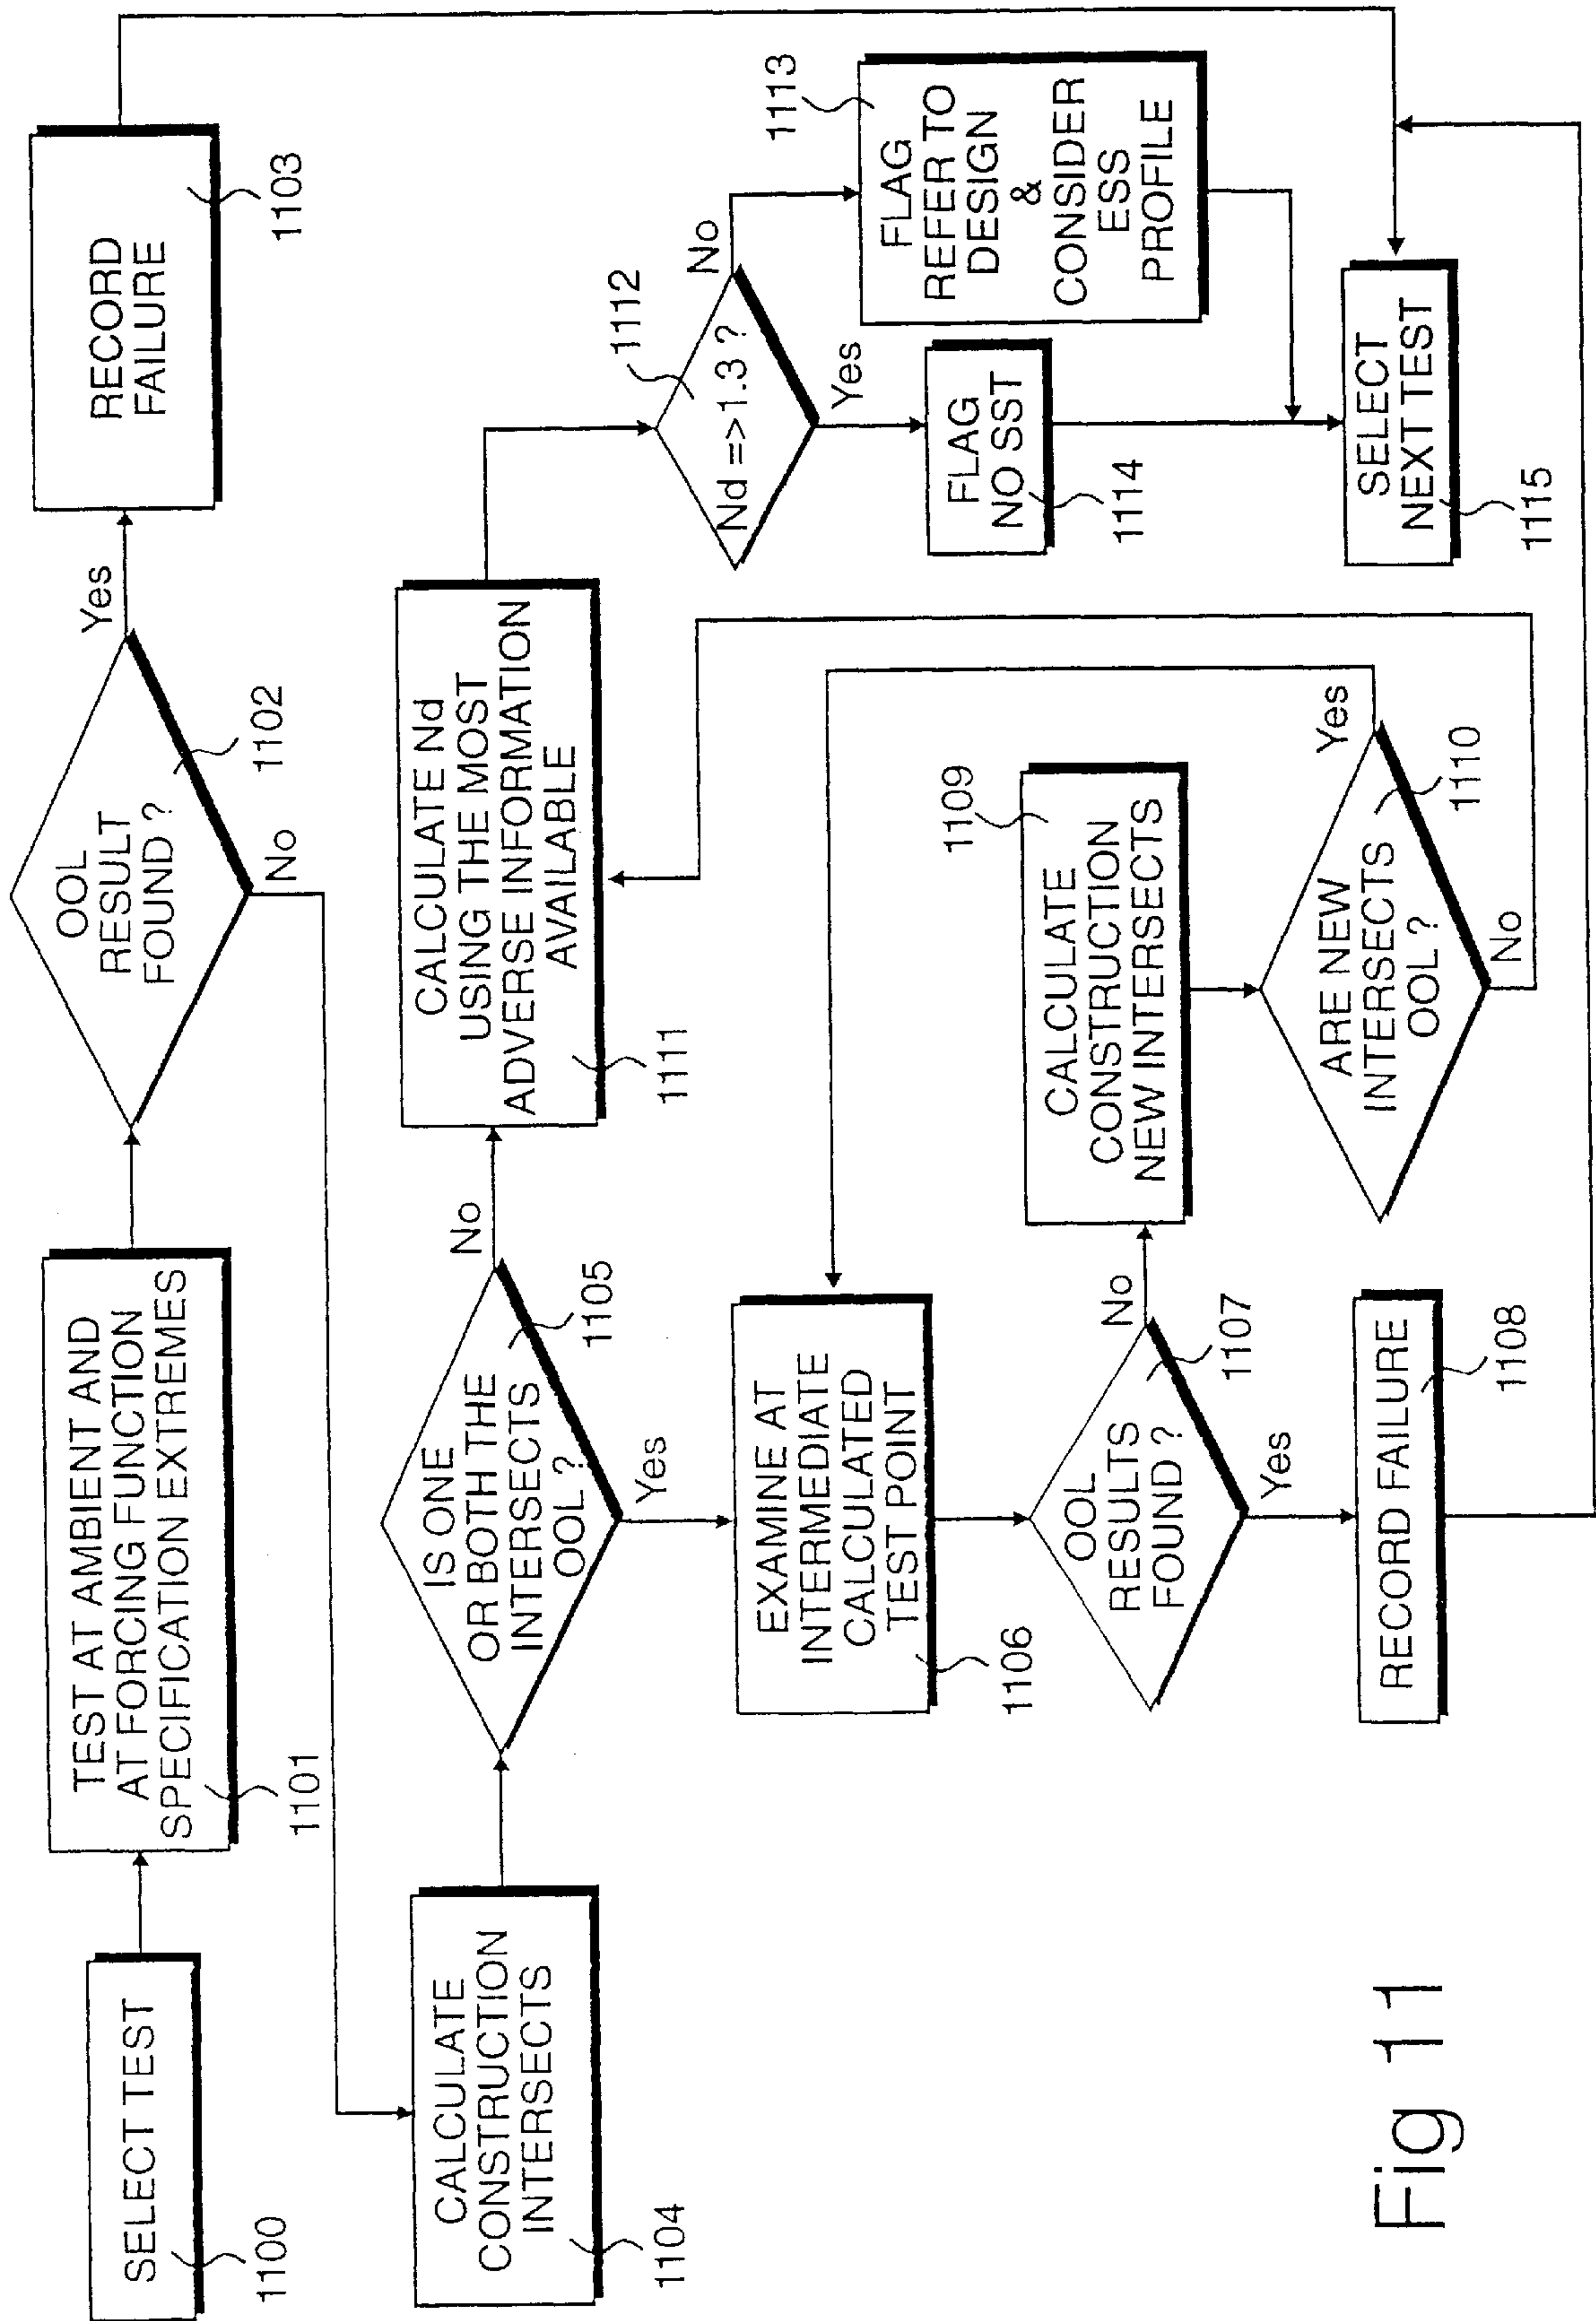 SELECT TEST
1100
TEST AT AMBIENT AND
AT FORCING FUNCTION
SPECIFICATION EXTREMES
1101
OOL
RESULT
FOUND ?
1102
Yes
No
RECORD
FAILURE
1103
CALCULATE
CONSTRUCTION
INTERSECTS
1104
IS ONE
OR BOTH THE
INTERSECTS
OOL ?
1105
No
Yes
CALCULATE Nd
USING THE MOST
ADVERSE INFORMATION
AVAILABLE
1111
Nd =>1.3 ?
1112
No
Yes
FLAG
REFER TO
DESIGN
&
CONSIDER
ESS
PROFILE
1113
FLAG
NO SST
1114
SELECT
NEXT TEST
1115
EXAMINE AT
INTERMEDIATE
CALCULATED
TEST POINT
1106
OOL
RESULTS
FOUND ?
1107
No
Yes
CALCULATE
CONSTRUCTION
NEW INTERSECTS
1109
ARE NEW
INTERSECTS
OOL ?
1110
Yes
No
RECORD FAILURE
1108
Fig 11